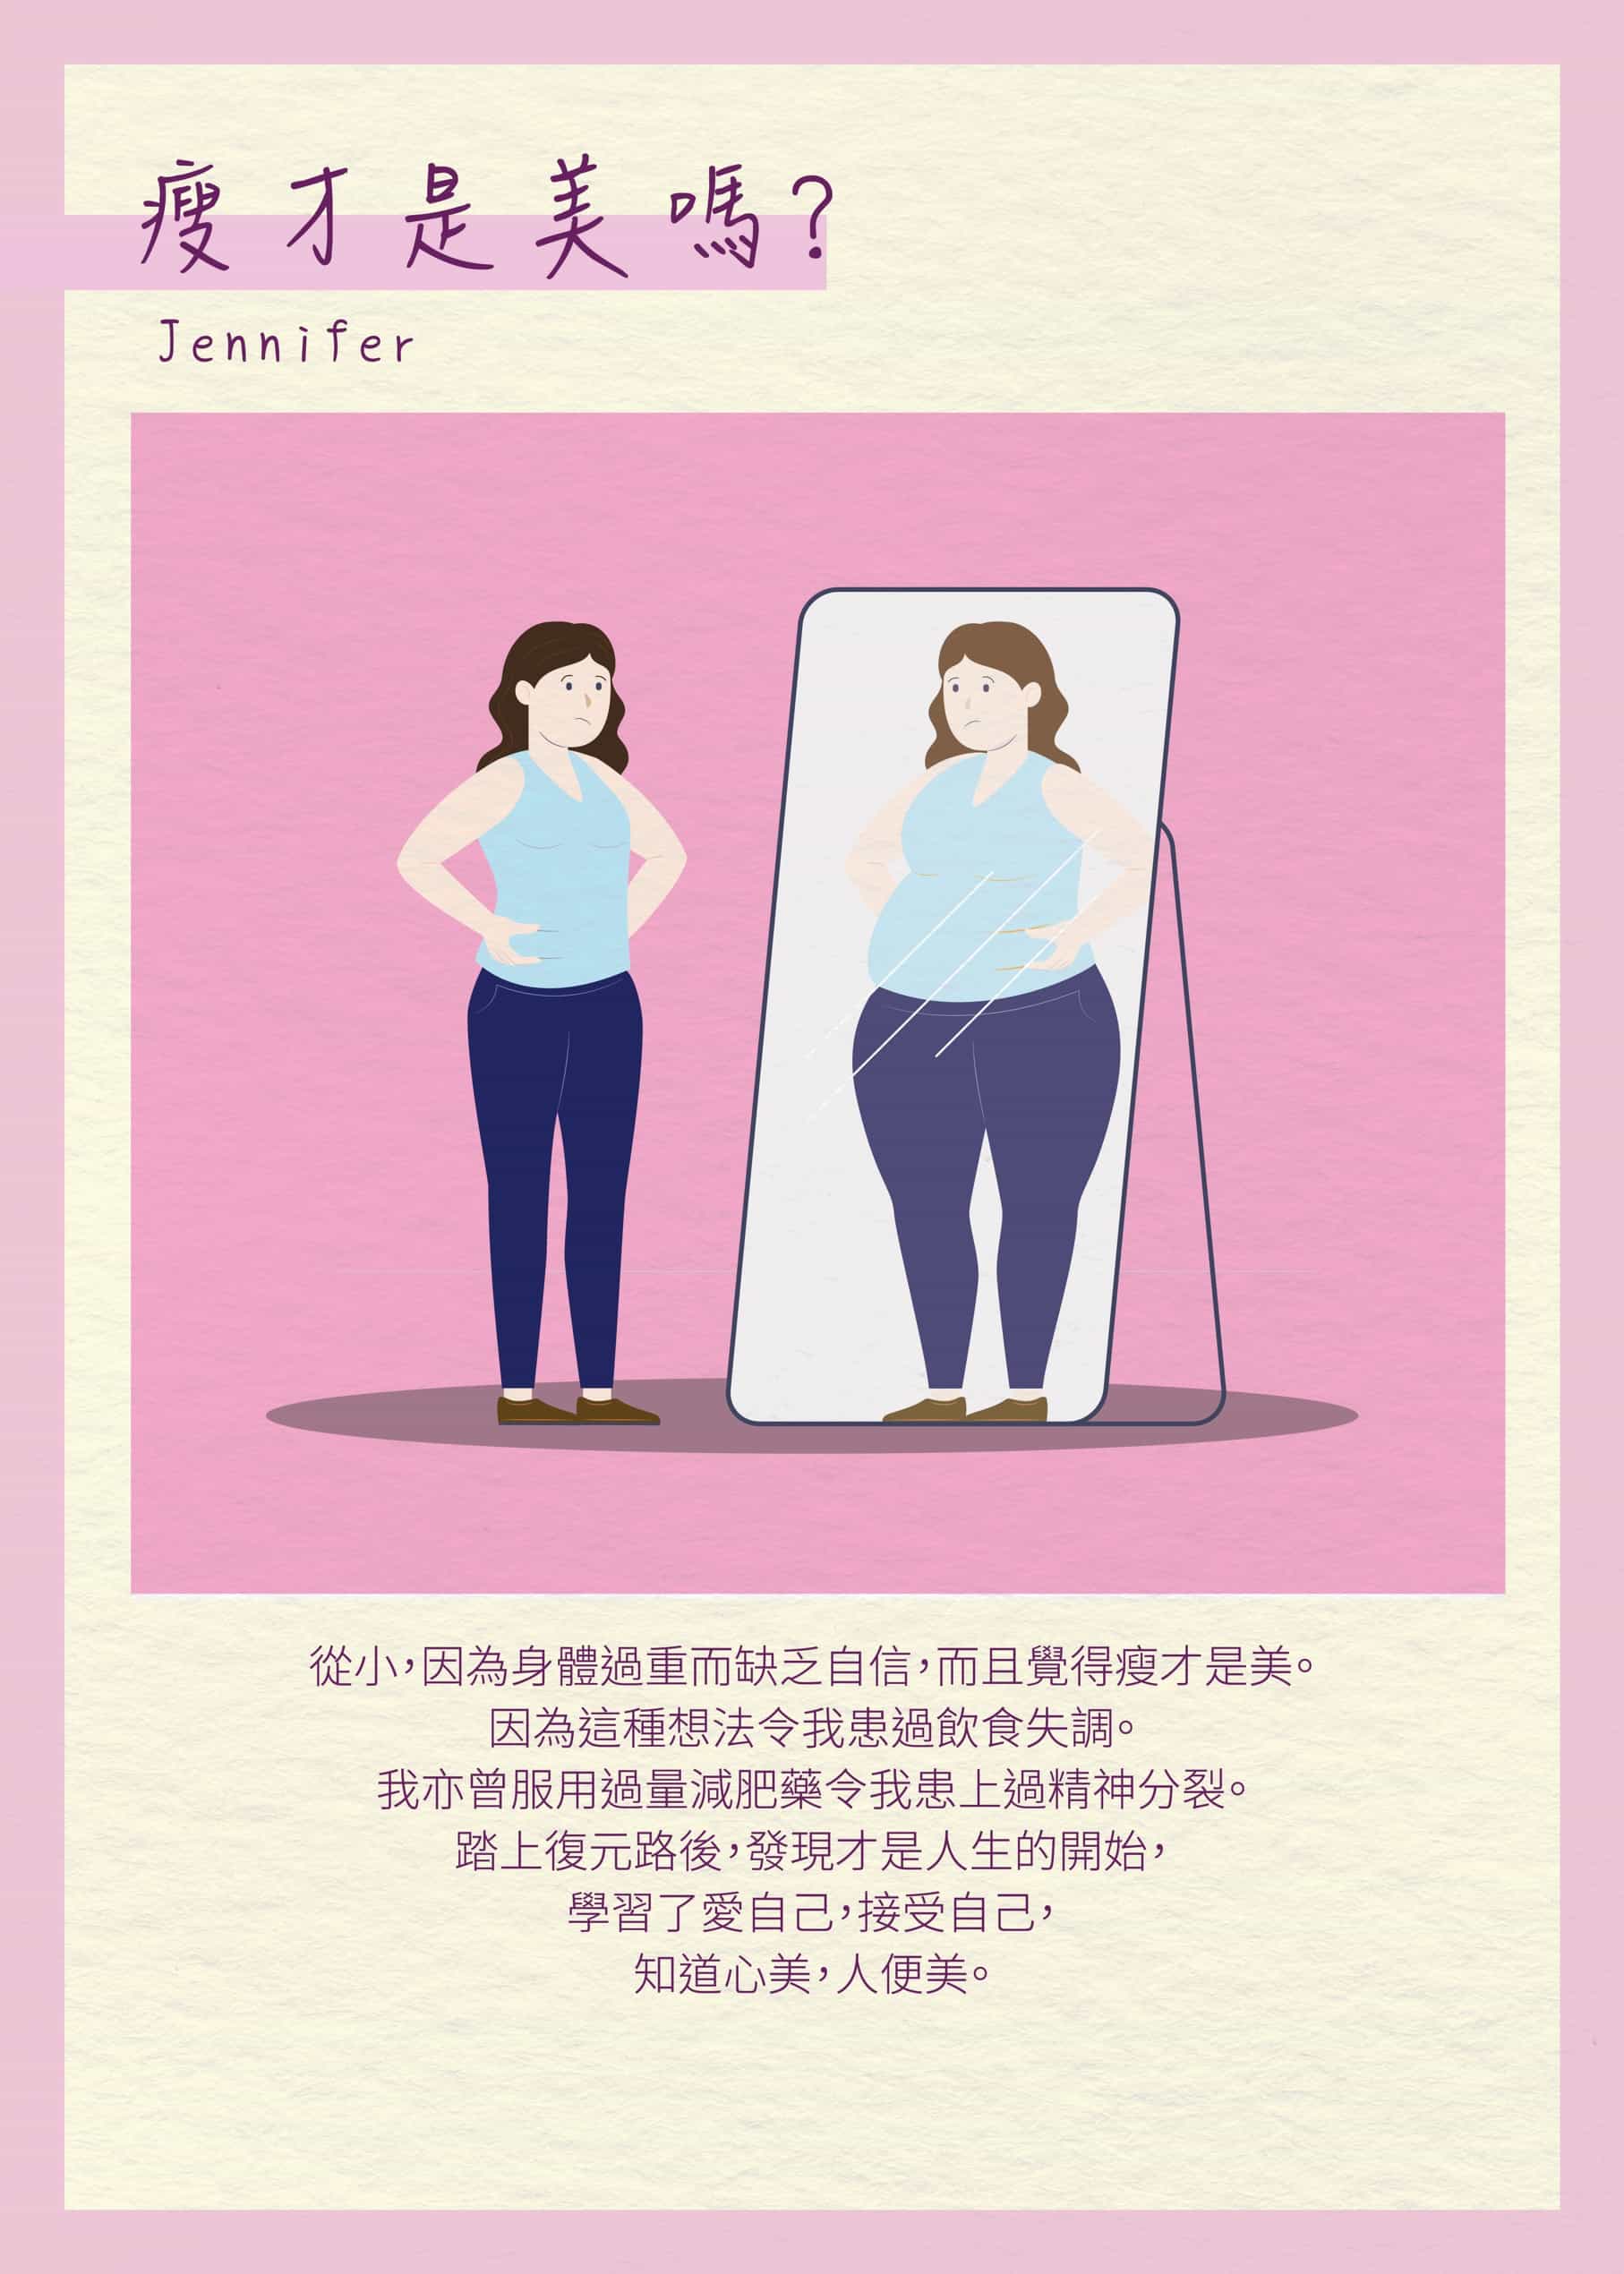 瘦才是美嗎?
Jennifer
從小，因為身體過重而缺乏自信，而且覺得瘦才是美。
因為這種想法令我患過飲食失調。
我亦曾服用過量減肥藥令我患上過精神分裂。
踏上復元路後，發現才是人生的開始，
學習了愛自己，接受自己，
知道心美，人便美。